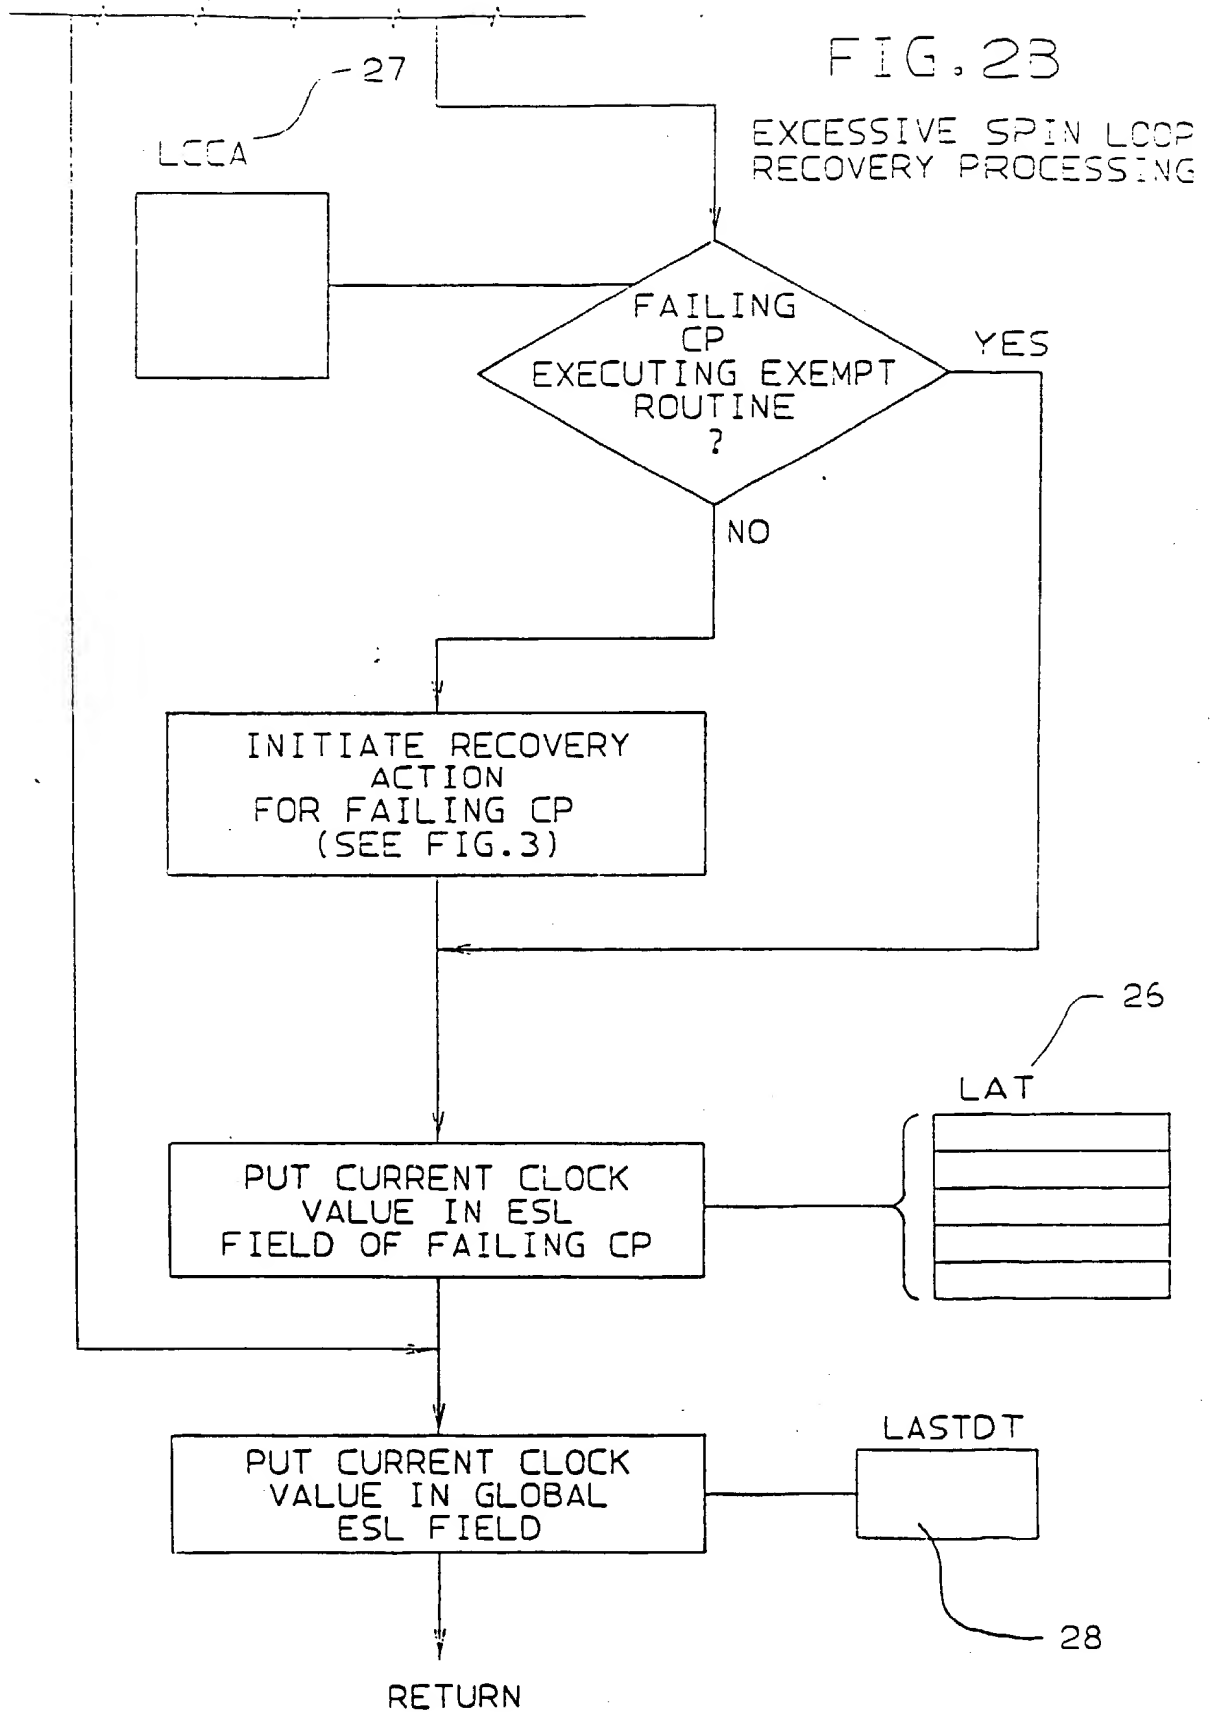 FIG.2B
EXCESSIVE SPIN LOOP
RECOVERY PROCESSING
27
LCCA
FAILING
CP
EXECUTING EXEMPT
ROUTINE
?
YES
NO
INITIATE RECOVERY
ACTION
FOR FAILING CP
(SEE FIG.3)
26
LAT
PUT CURRENT CLOCK
VALUE IN ESL
FIELD OF FAILING CP
LASTDT
PUT CURRENT CLOCK
VALUE IN GLOBAL
ESL FIELD
28
RETURN